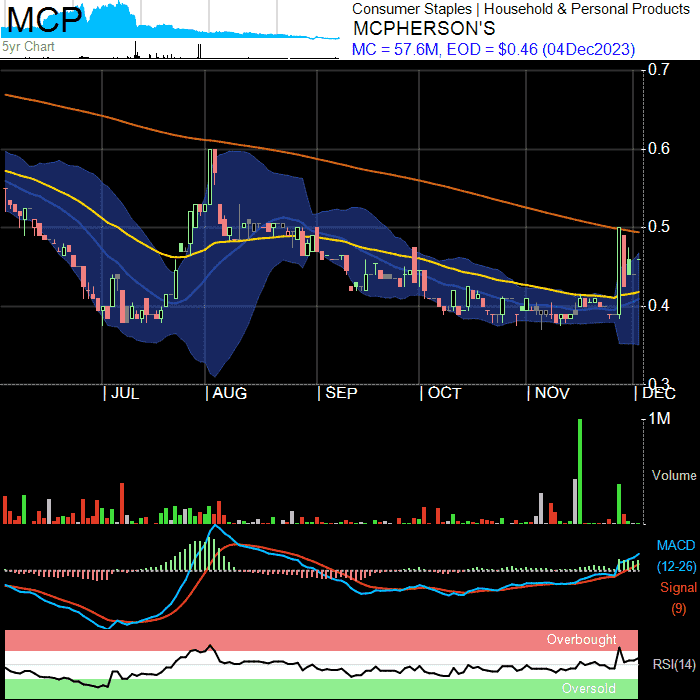 MCP
5yr Chart
Consumer Staples | Household & Personal Products
MCPHERSON'S
MC = 57.6M, EOD = $0.46 (04Dec2023)
0.7
0.6
0.5
0.4
0.3
JUL
AUG
SEP
OCT
NOV
DEC
1M
Volume
MACD
(12-26)
Signal
(9)
Overbought
RSI(14)
Oversold